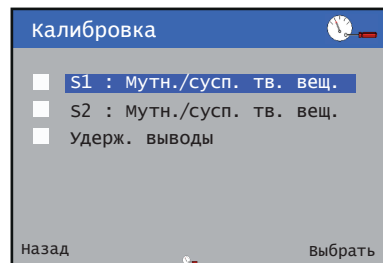 Калибровка
S1 : Мутн./сусп. тв. вещ.
S2 : Мутн./сусп. тв. вещ.
Удерж. выводы
Назад
Выбрать